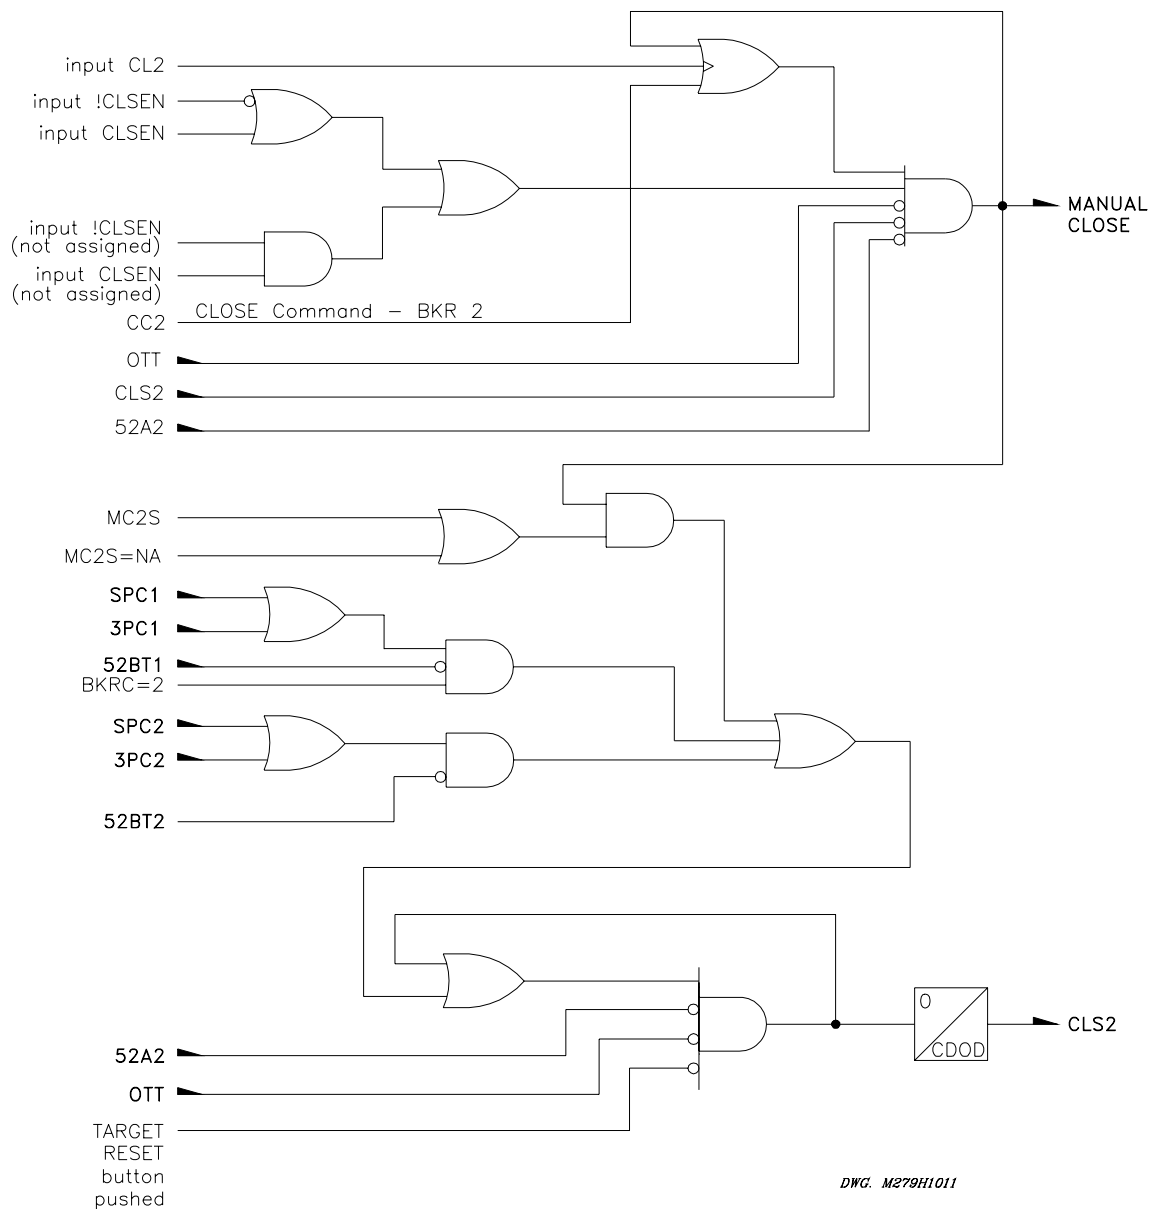 input CL2
input !CLSEN
input CLSEN
MANUAL
CLOSE
input !CLSEN
(not assigned)
input CLSEN
(not assigned)
CLOSE Command - BKR 2
CC2
OTT
CLS2
52A2
MC2S
MC2S=NA
SPC1
3PC1
52BT1
BKRC=2
SPC2
3PC2
52BT2
0
CDOD
CLS2
52A2
OTT
TARGET
RESET
button
pushed
DWG. M279H1011